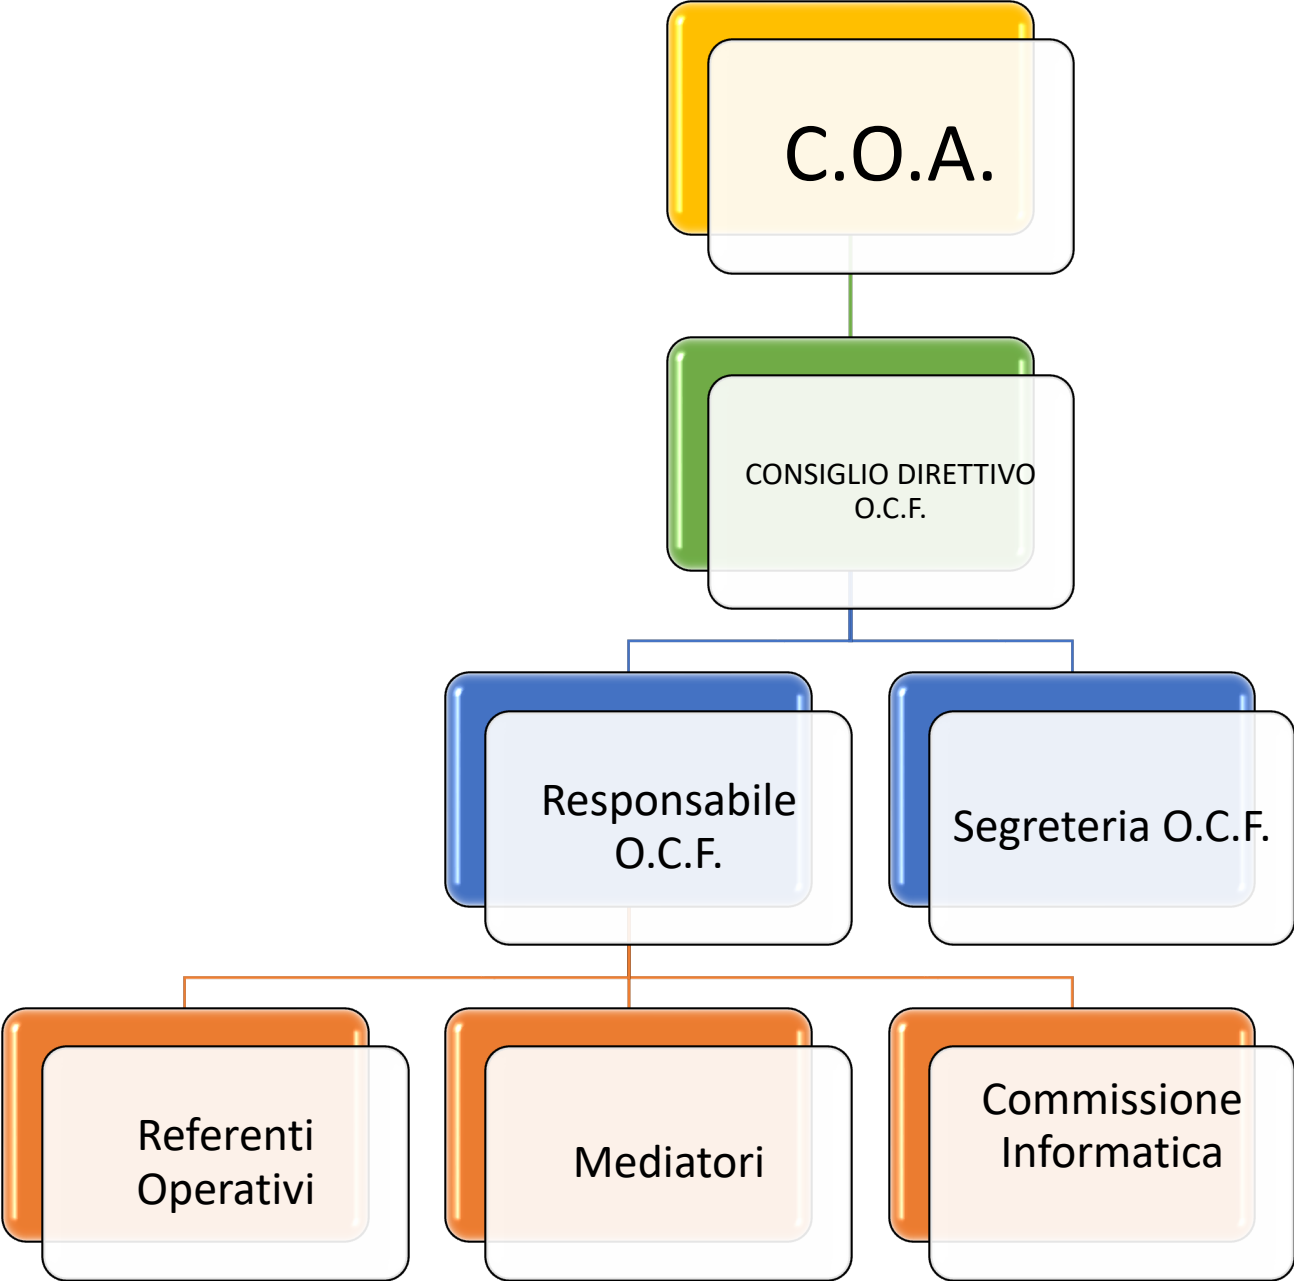 C.O.A.
CONSIGLIO DIRETTIVO
O.C.F.
Responsabile
O.C.F.
Segreteria O.C.F.
Referenti
Operativi
Mediatori
Commissione
Informatica